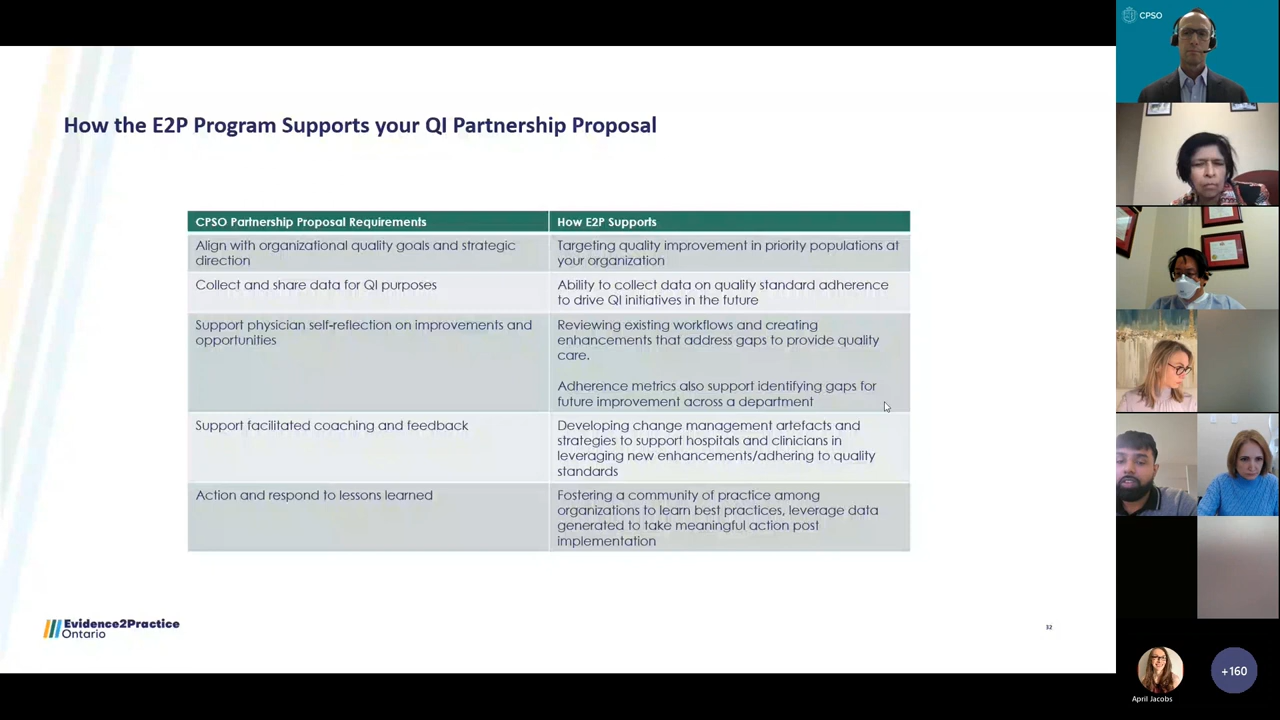 How the E2P Program Supports your QI Partnership Proposal
CPSO Partnership Proposal Requirements
How E2P Supports
Align with organizational quality goals and strategic
direction
Targeting quality improvement in priority populations at
your organization
Collect and share data for QI purposes
Ability to collect data on quality standard adherence
to drive QI initiatives in the future
Support physician self-reflection on improvements and
opportunities
Reviewing existing workflows and creating
enhancements that address gaps to provide quality
care.
Adherence metrics also support identifying gaps for
future improvement across a department
Support facilitated coaching and feedback
Developing change management artefacts and
strategies to support hospitals and clinicians in
leveraging new enhancements/adhering to quality
standards
Action and respond to lessons learned
Fostering a community of practice among
organizations to learn best practices, leverage data
generated to take meaningful action post
implementation
Evidence2Practice
Ontario
32
CPSO
April Jacobs
+160